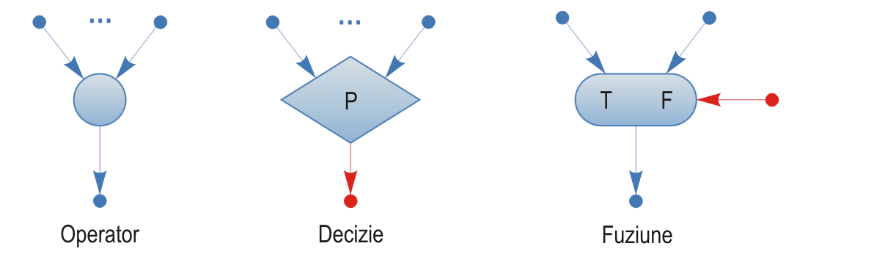 ... ...
P T F
Operator Decizie Fuziune